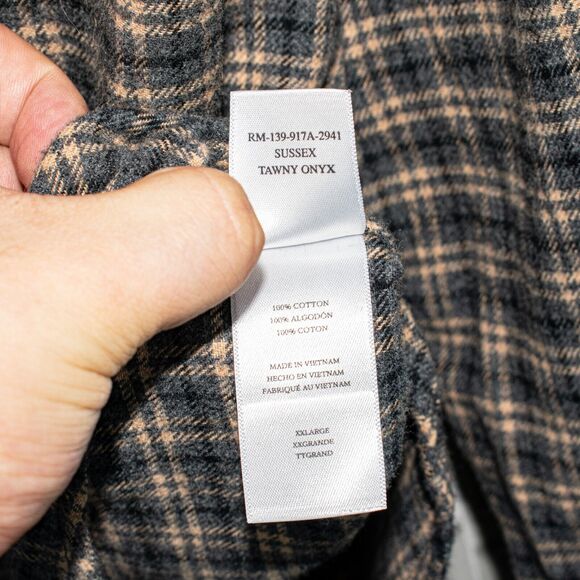 RM-139-917A-2941
SUSSEX
TAWNY ONYX
100% COTTON
100% ALGODÓN
100% COTON
MADE IN VIETNAM
HECHO EN VIETNAM
FABRIQUÉ AU VIETNAM
XXLARGE
XXGRANDE
TTGRAND